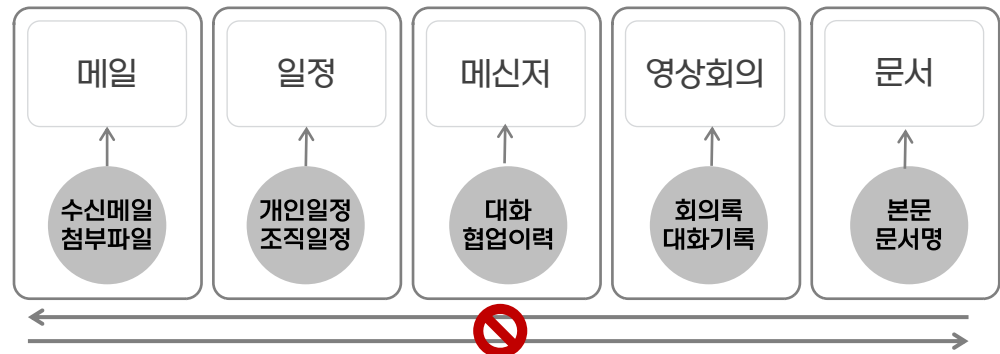 메일
일정
메신저
영상회의
문서
수신메일
첨부파일
개인일정
조직일정
대화
협업이력
회의록
대화기록
본문
문서명